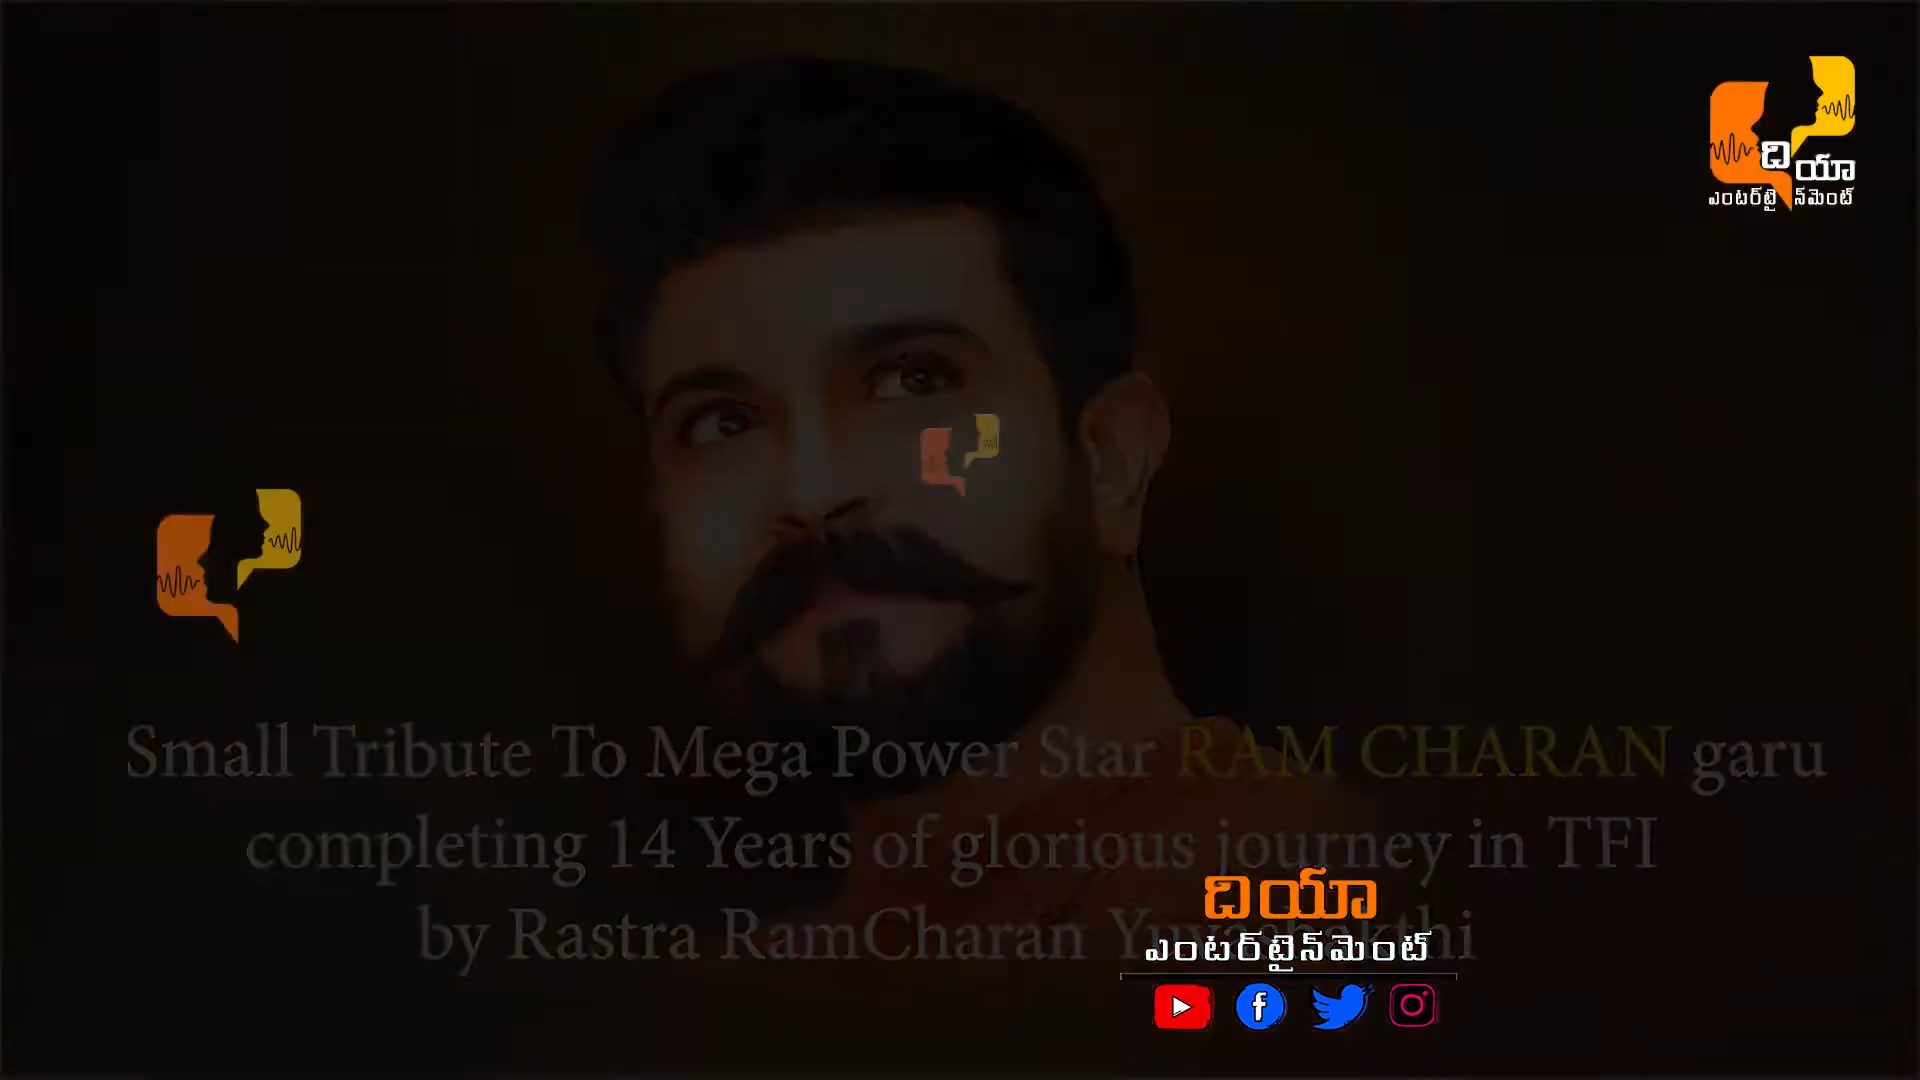 దియా
ఎంటర్‌టైన్‌మెంట్
Small Tribute To Mega Power Star RAM CHARAN garu
completing 14 Years of glorious journey in TFI
by Rastra RamCharan Yuvashakthi
దియా
ఎంటర్‌టైన్‌మెంట్